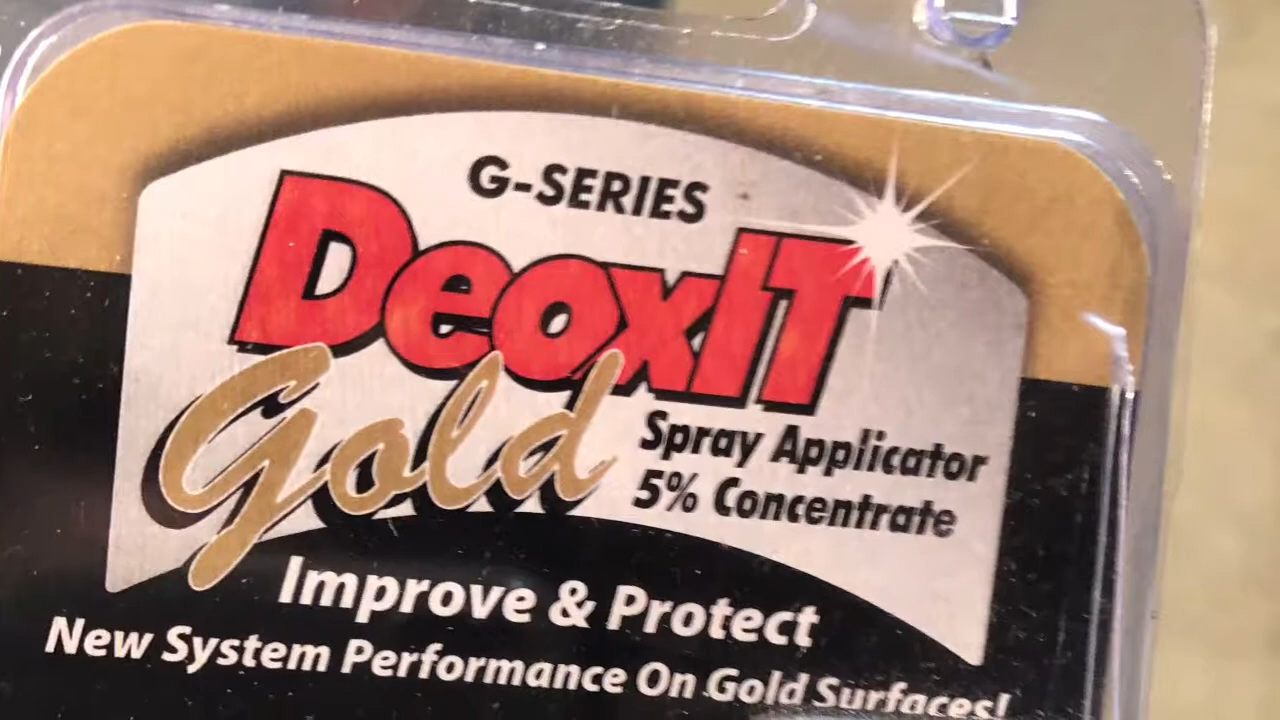 G-SERIES
DeoxIT
Gold
Spray Applicator
5% Concentrate
Improve & Protect
New System Performance On Gold Surfaces!